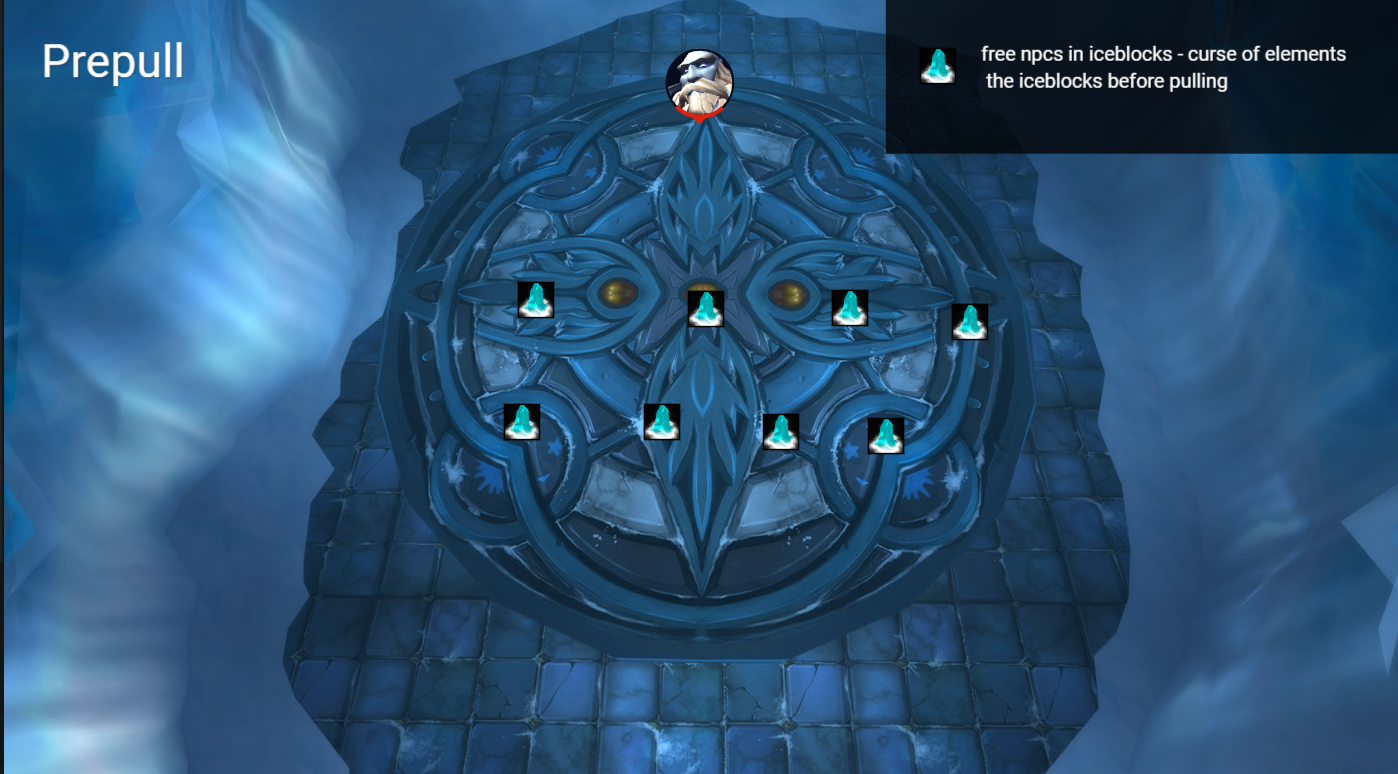 Prepull
free npcs in iceblocks - curse of elements
the iceblocks before pulling